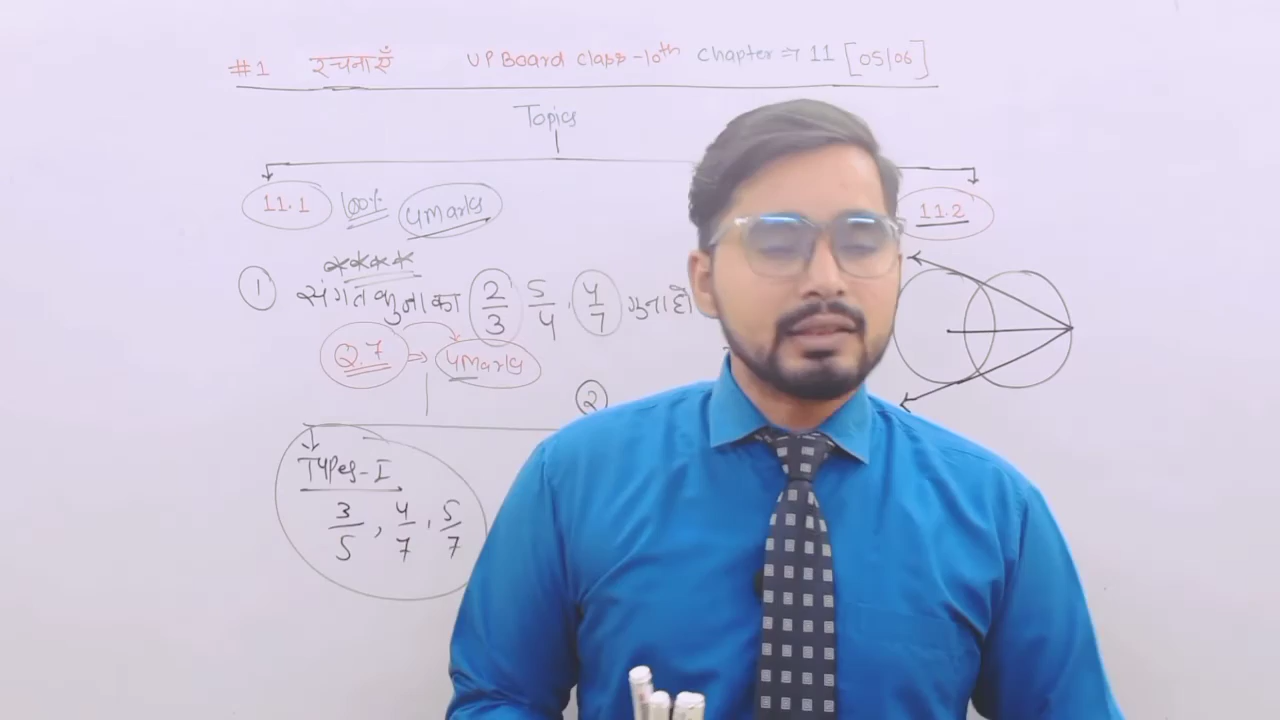 #1 रचनाएँ UP Board Class-10th Chapter ⇒ 11 [05/06]
Topics
11.1 100% 4Marks 11.2
****
① संगत भुजा का 2/3 5/4, 4/7 गुना हो
Q.7 ⇒ 4Marks
②
Types-I
3/5, 4/7, 5/7